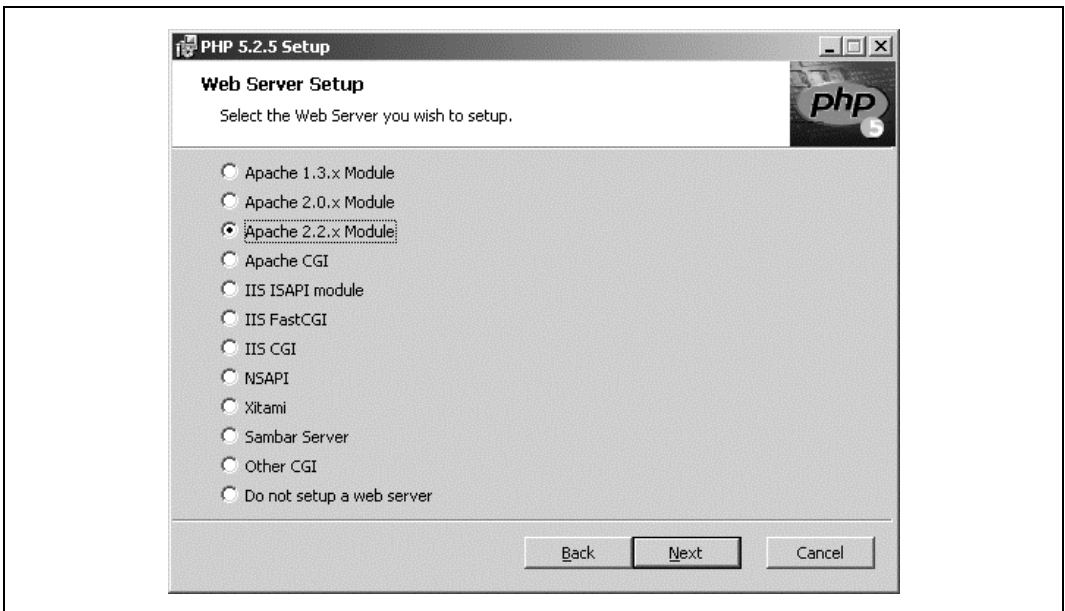 PHP 5.2.5 Setup
Web Server Setup
Select the Web Server you wish to setup.
php
5
Apache 1.3.x Module
Apache 2.0.x Module
Apache 2.2.x Module
Apache CGI
IIS ISAPI module
IIS FastCGI
IIS CGI
NSAPI
Xitami
Sambar Server
Other CGI
Do not setup a web server
Back Next Cancel